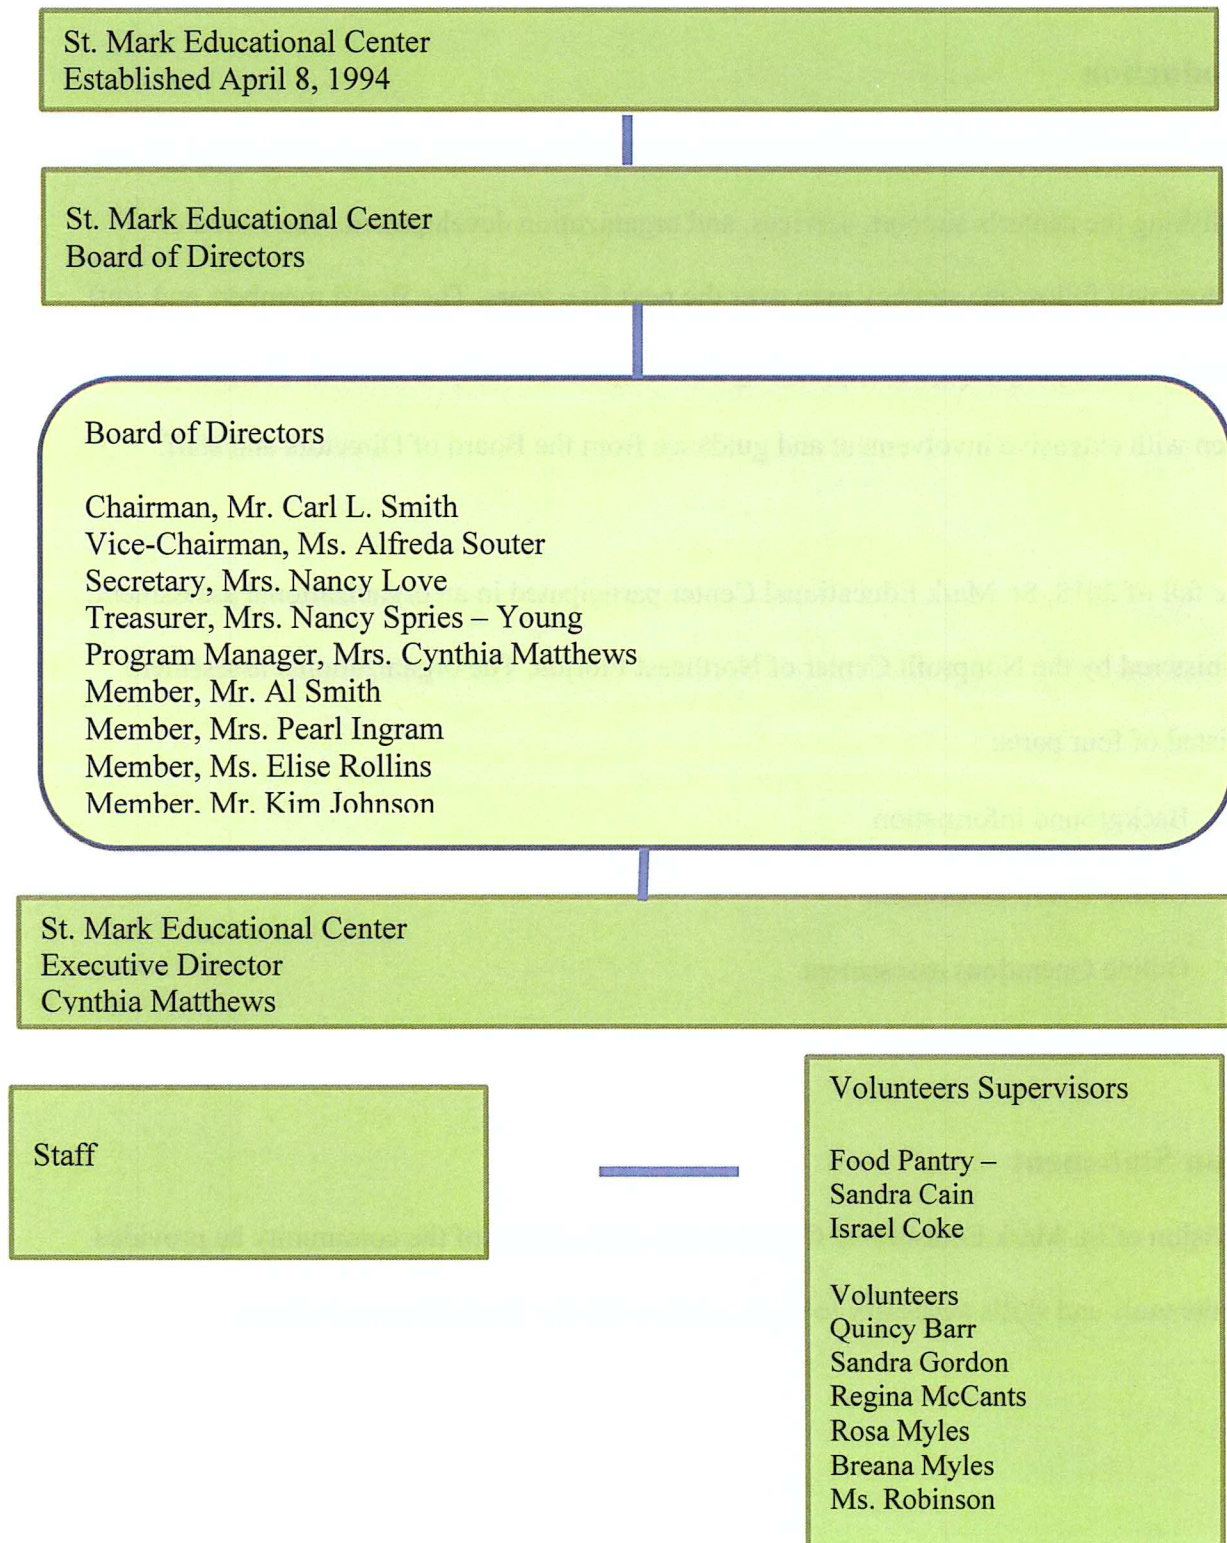 St. Mark Educational Center
Established April 8, 1994
St. Mark Educational Center
Board of Directors
Board of Directors
Chairman, Mr. Carl L. Smith
Vice-Chairman, Ms. Alfreda Souter
Secretary, Mrs. Nancy Love
Treasurer, Mrs. Nancy Spries – Young
Program Manager, Mrs. Cynthia Matthews
Member, Mr. Al Smith
Member, Mrs. Pearl Ingram
Member, Ms. Elise Rollins
Member, Mr. Kim Johnson
St. Mark Educational Center
Executive Director
Cynthia Matthews
Staff
Volunteers Supervisors
Food Pantry –
Sandra Cain
Israel Coke
Volunteers
Quincy Barr
Sandra Gordon
Regina McCants
Rosa Myles
Breana Myles
Ms. Robinson